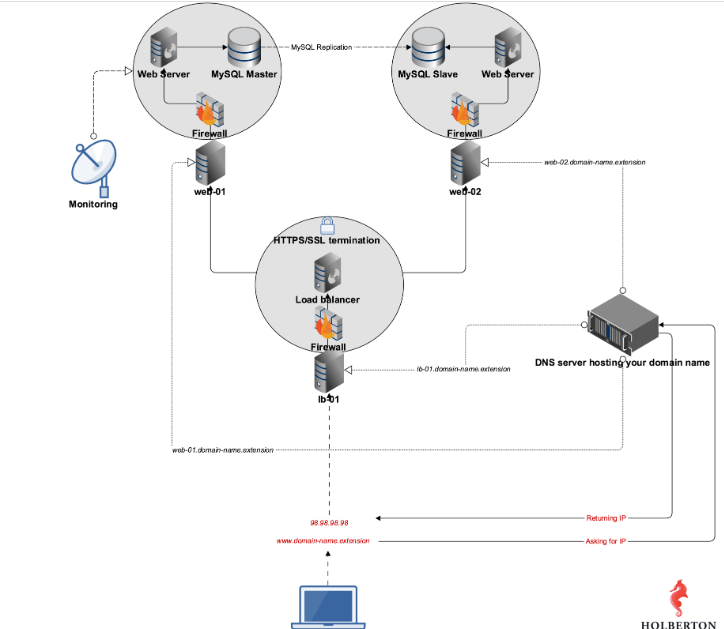 MySQL Replication
Web Server
MySQL Master
MySQL Slave
Web Server
Firewall
Firewall
web-02.domain-name.extension
web-01
web-02
Monitoring
HTTPS/SSL termination
Load balancer
Firewall
DNS server hosting your domain name
lb-01.domain-name.extension
lb-01
web-01.domain-name.extension
98.98.98.98
Returning IP
www.domain-name.extension
Asking for IP
HOLBERTON